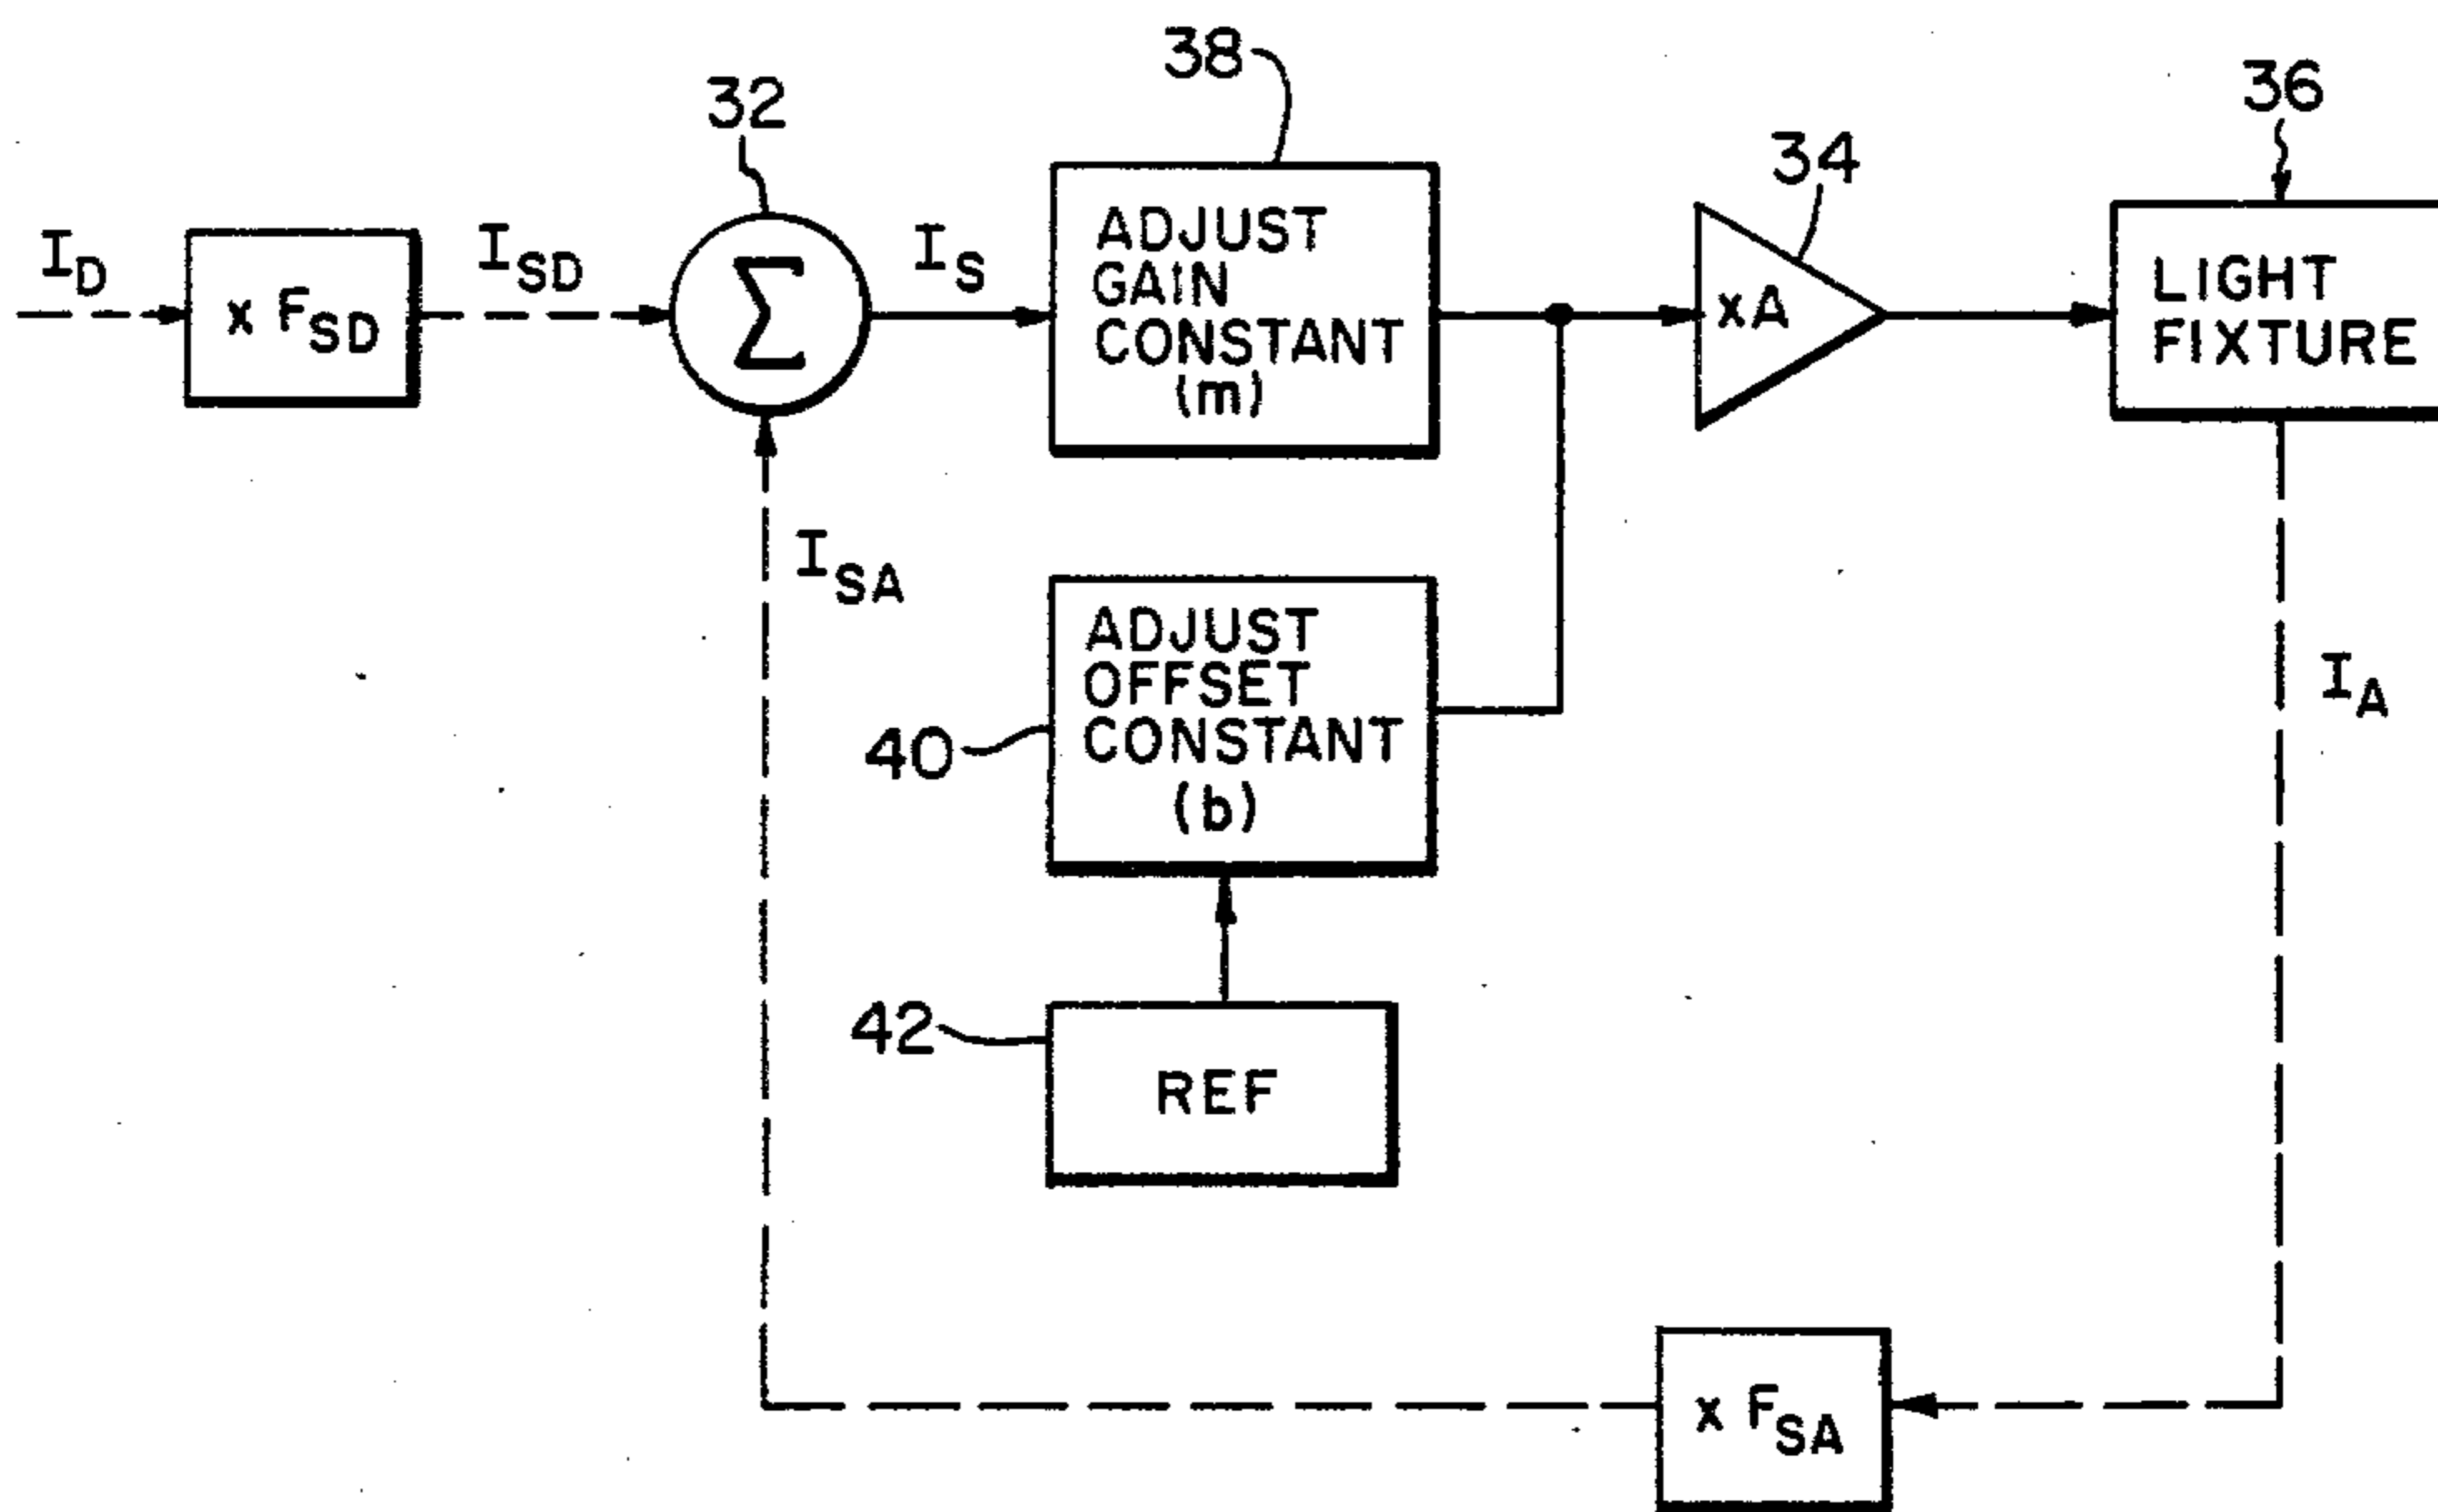 38
36
32
34
I_D
x F_SD
I_SD
Σ
I_S
ADJUST
GAIN
CONSTANT
(m)
xA
LIGHT
FIXTURE
I_SA
ADJUST
OFFSET
CONSTANT
(b)
40
I_A
42
REF
x F_SA